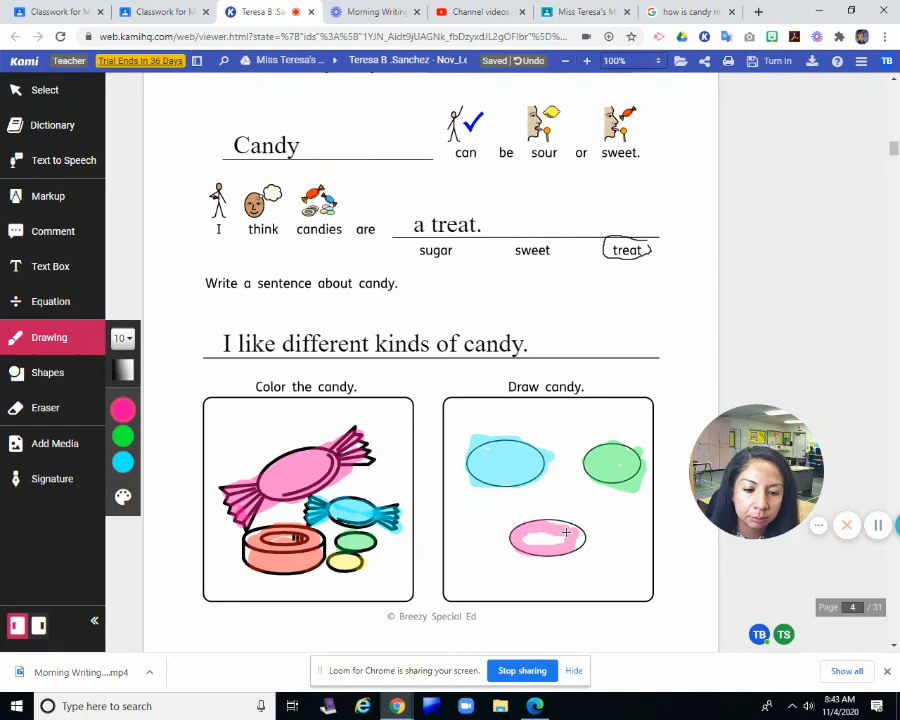 Classwork for M
Classwork for M
Teresa B
Morning Writing
Channel videos
Miss Teresa's M
how is candy m
web.kamihq.com/web/viewer.html?state=%7B"ids"%3A%5B"1YJN_Aidt9jUAGNk_fbDzyxdJL2gOFIbr"%5D%2C...
Kami
Teacher
Trial Ends In 36 Days
Miss Teresa's ...
Teresa B .Sanchez - Nov_Le
Saved
Undo
100%
Turn In
TB
Select
Dictionary
Text to Speech
Markup
Comment
Text Box
Equation
Drawing
10
Shapes
Eraser
Add Media
Signature
Candy can be sour or sweet.
I think candies are a treat.
sugar sweet treat
Write a sentence about candy.
I like different kinds of candy.
Color the candy.
Draw candy.
© Breezy Special Ed
Page 4 / 31
TB TS
Morning Writing....mp4
Loom for Chrome is sharing your screen.
Stop sharing
Hide
Show all
Type here to search
8:43 AM
11/4/2020